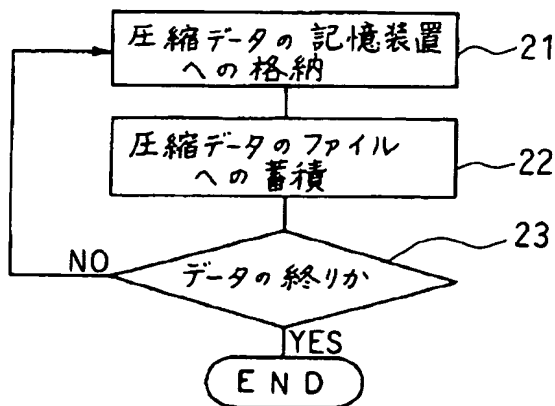 圧縮データの記憶装置
への格納
21
圧縮データのファイル
への蓄積
22
23
データの終りか
NO
YES
END